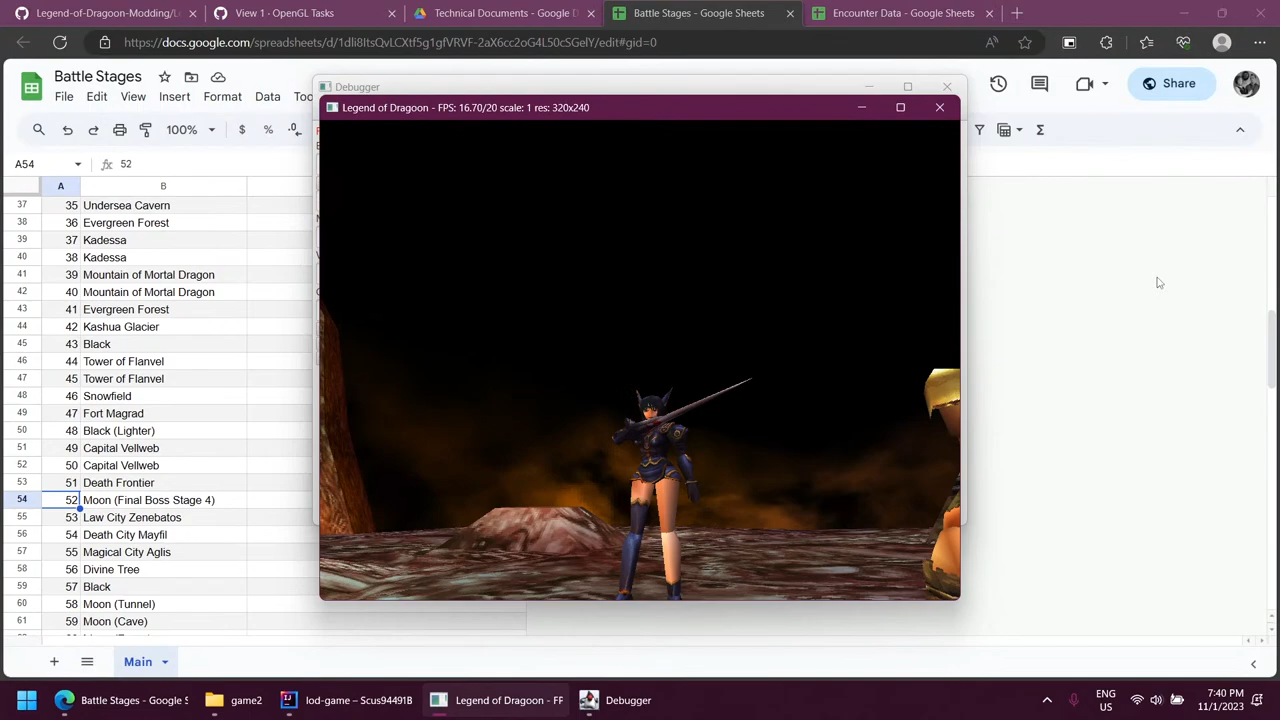 Legend-of-Dragoon-Modding/L
View 1 · OpenGL Tasks
Technical Documents - Google D
Battle Stages - Google Sheets
Encounter Data - Google Sheets
https://docs.google.com/spreadsheets/d/1dli8ItsQvLCXtf5g1gfVRVF-2aX6cc2oG4L50cSGelY/edit#gid=0
Battle Stages
File Edit View Insert Format Data Too
Share
100% $ % .0
A54 fx 52
A B
37 35 Undersea Cavern
38 36 Evergreen Forest
39 37 Kadessa
40 38 Kadessa
41 39 Mountain of Mortal Dragon
42 40 Mountain of Mortal Dragon
43 41 Evergreen Forest
44 42 Kashua Glacier
45 43 Black
46 44 Tower of Flanvel
47 45 Tower of Flanvel
48 46 Snowfield
49 47 Fort Magrad
50 48 Black (Lighter)
51 49 Capital Vellweb
52 50 Capital Vellweb
53 51 Death Frontier
54 52 Moon (Final Boss Stage 4)
55 53 Law City Zenebatos
56 54 Death City Mayfil
57 55 Magical City Aglis
58 56 Divine Tree
59 57 Black
60 58 Moon (Tunnel)
61 59 Moon (Cave)
Debugger
Legend of Dragoon - FPS: 16.70/20 scale: 1 res: 320x240
Main
Battle Stages - Google S
game2
lod-game – Scus94491B
Legend of Dragoon - FP
Debugger
ENG
US
7:40 PM
11/1/2023